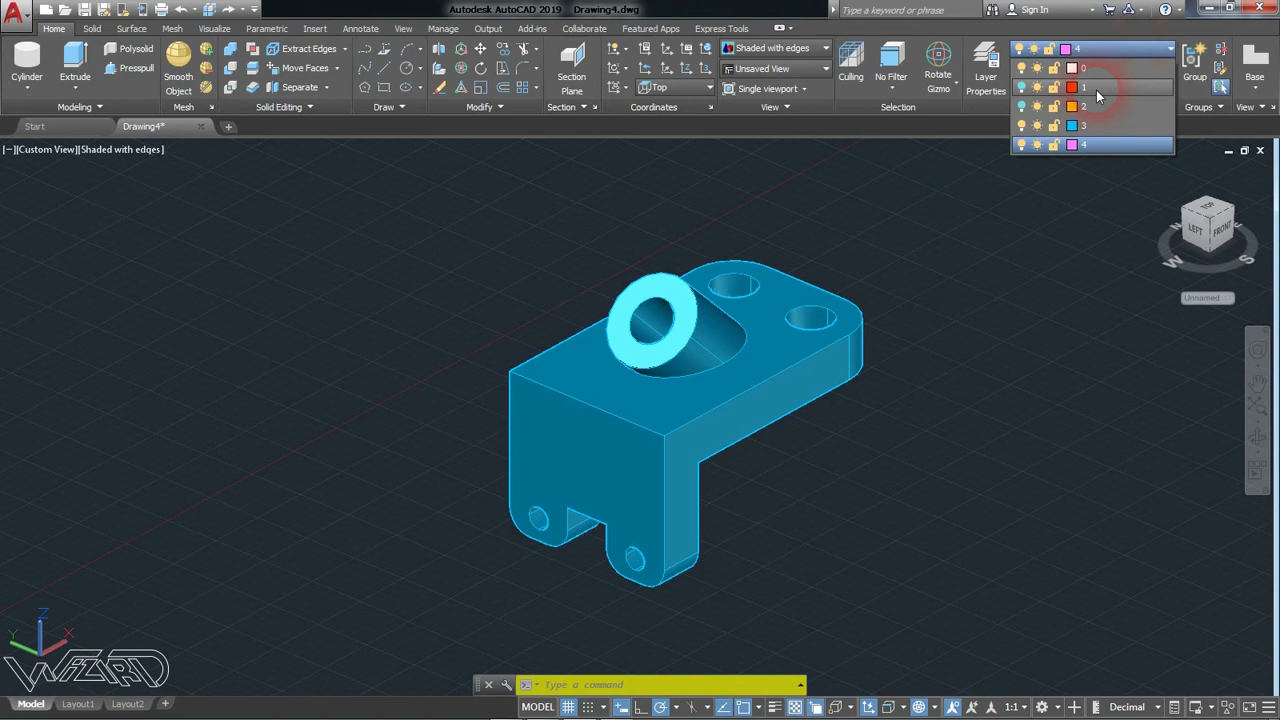 Autodesk AutoCAD 2019 Drawing4.dwg
Type a keyword or phrase
Sign In
Home Solid Surface Mesh Visualize Parametric Insert Annotate View Manage Output Add-ins Collaborate Featured Apps Express Tools
Cylinder
Extrude
Polysolid
Presspull
Smooth
Object
Extract Edges
Move Faces
Separate
Section
Plane
Top
Shaded with edges
Unsaved View
Single viewport
Culling
No Filter
Rotate
Gizmo
Layer
Properties
4
0
1
2
3
4
Group
Base
Modeling
Mesh
Solid Editing
Draw
Modify
Section
Coordinates
View
Selection
Groups
View
Start
Drawing4*
[−][Custom View][Shaded with edges]
TOP
LEFT
FRONT
W
S
Unnamed
Z
Y
X
WIZARD
Type a command
Model
Layout1
Layout2
MODEL
1:1
Decimal